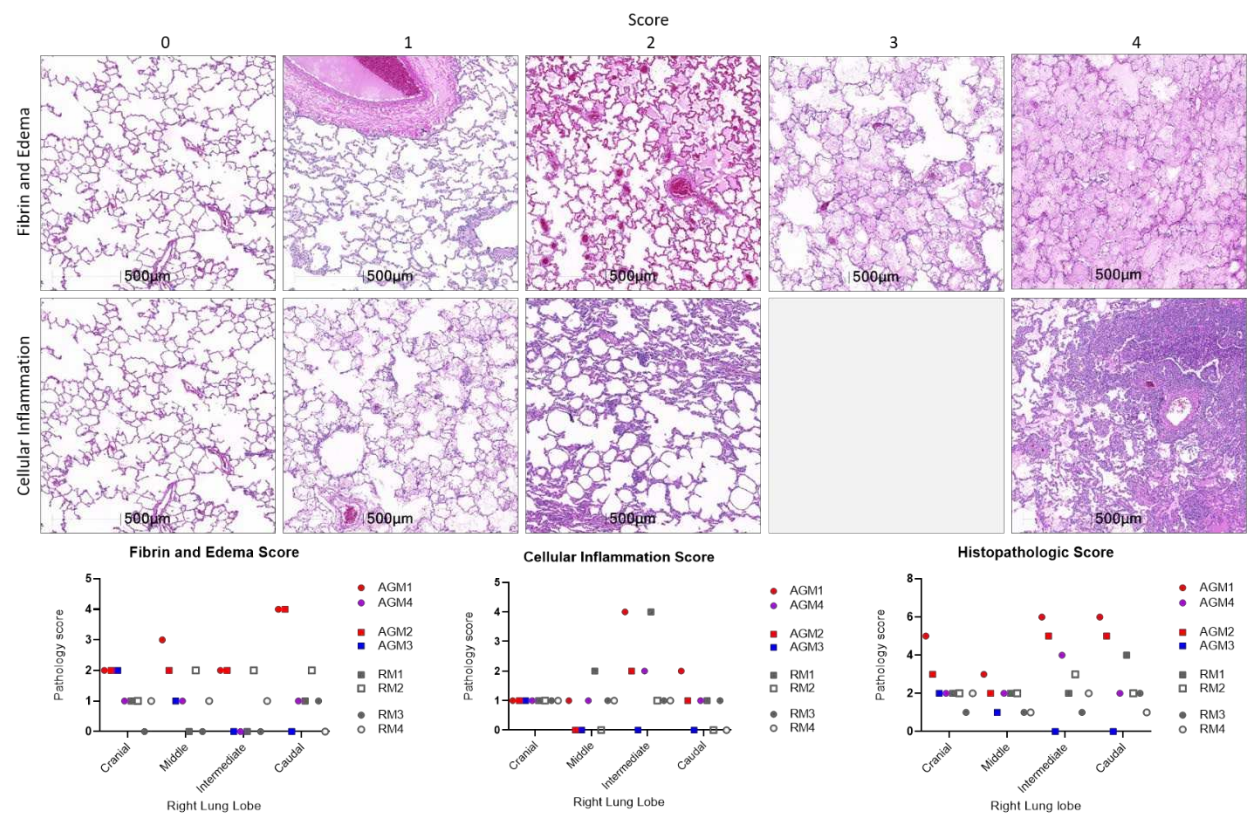 Score
0 1 2 3 4
Fibrin and Edema
500μm 500μm 500μm 500μm 500μm
Cellular Inflammation
500μm 500μm 500μm 500μm
Fibrin and Edema Score
Pathology score
5
4
3
2
1
0
Cranial
Middle
Intermediate
Caudal
Right Lung Lobe
AGM1
AGM4
AGM2
AGM3
RM1
RM2
RM3
RM4
Cellular Inflammation Score
Pathology score
5
4
3
2
1
0
Cranial
Middle
Intermediate
Caudal
Right Lung Lobe
AGM1
AGM4
AGM2
AGM3
RM1
RM2
RM3
RM4
Histopathologic Score
Pathology score
8
6
4
2
0
Cranial
Middle
Intermediate
Caudal
Right Lung lobe
AGM1
AGM4
AGM2
AGM3
RM1
RM2
RM3
RM4